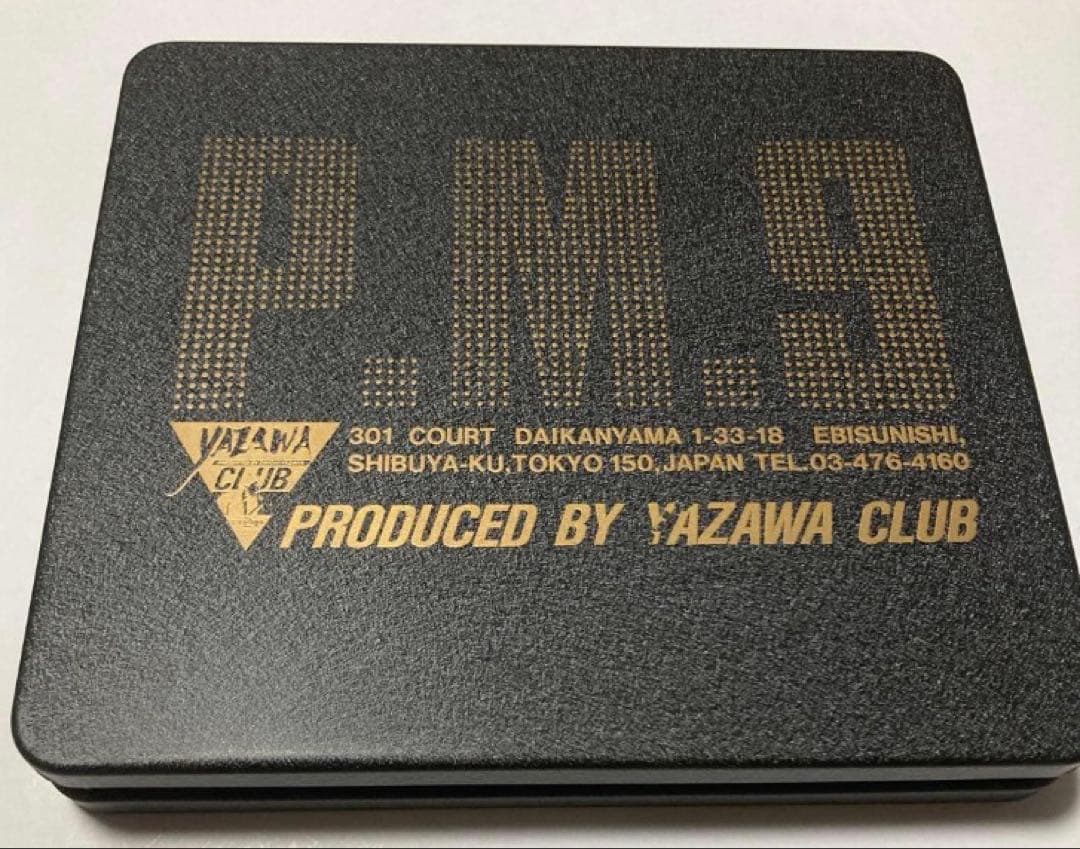 P.M.9
YAZAWA
CLUB
301 COURT DAIKANYAMA 1-33-18 EBISUNISHI,
SHIBUYA-KU,TOKYO 150,JAPAN TEL.03-476-4160
PRODUCED BY YAZAWA CLUB